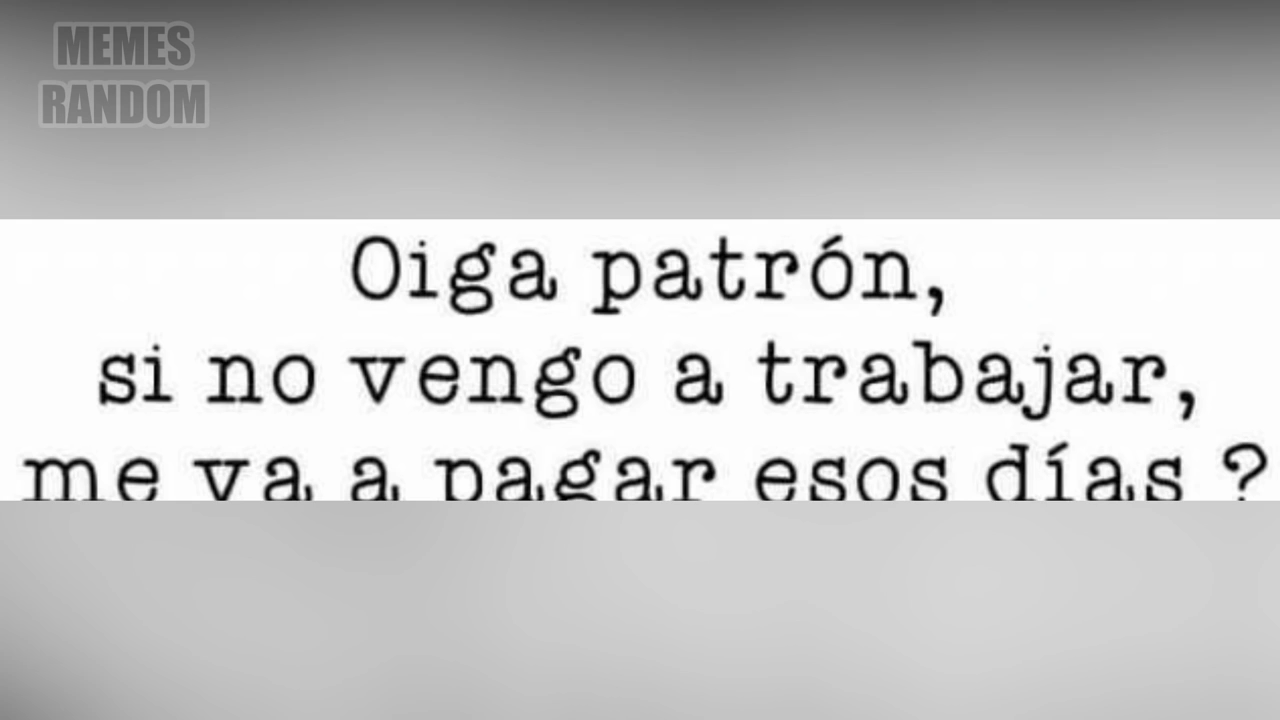 MEMES
RANDOM
Oiga patrón,
si no vengo a trabajar,
me va a pagar esos días ?